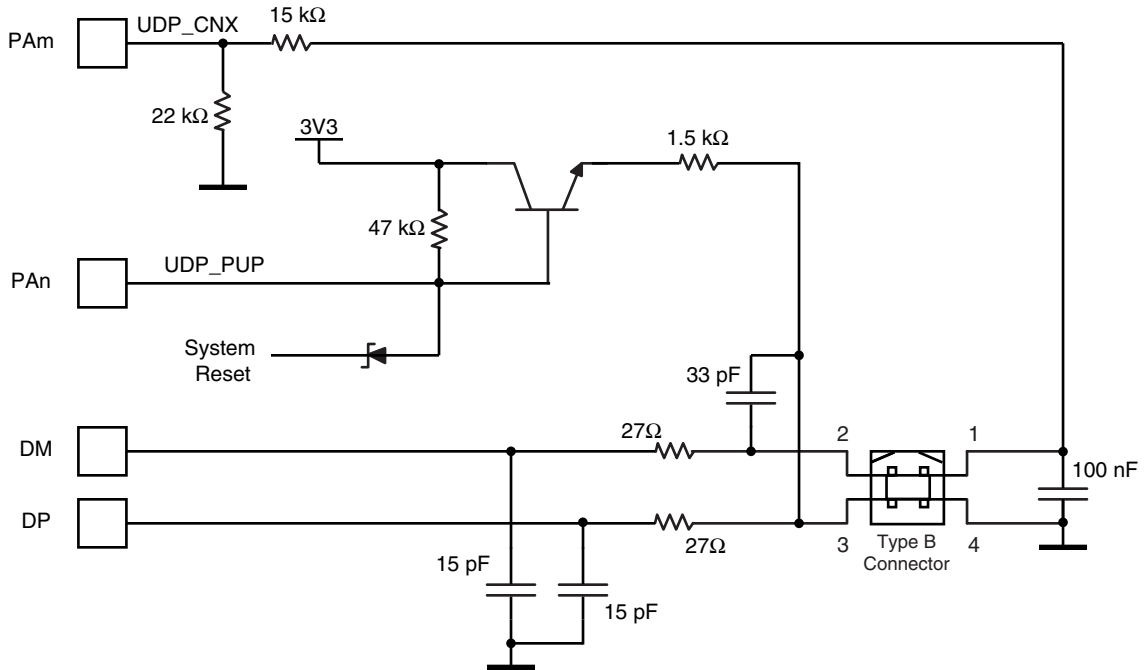 PAm
UDP_CNX
15 kΩ
22 kΩ
3V3
1.5 kΩ
47 kΩ
PAn
UDP_PUP
System
Reset
33 pF
DM
27Ω
2
1
100 nF
DP
27Ω
3
Type B
Connector
4
15 pF
15 pF